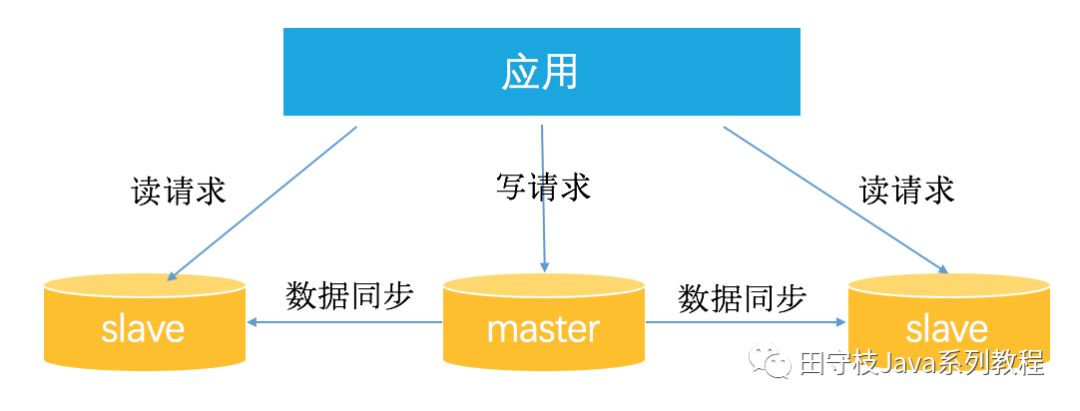 应用
读请求
写请求
读请求
数据同步
数据同步
slave
master
slave
田守枝Java系列教程